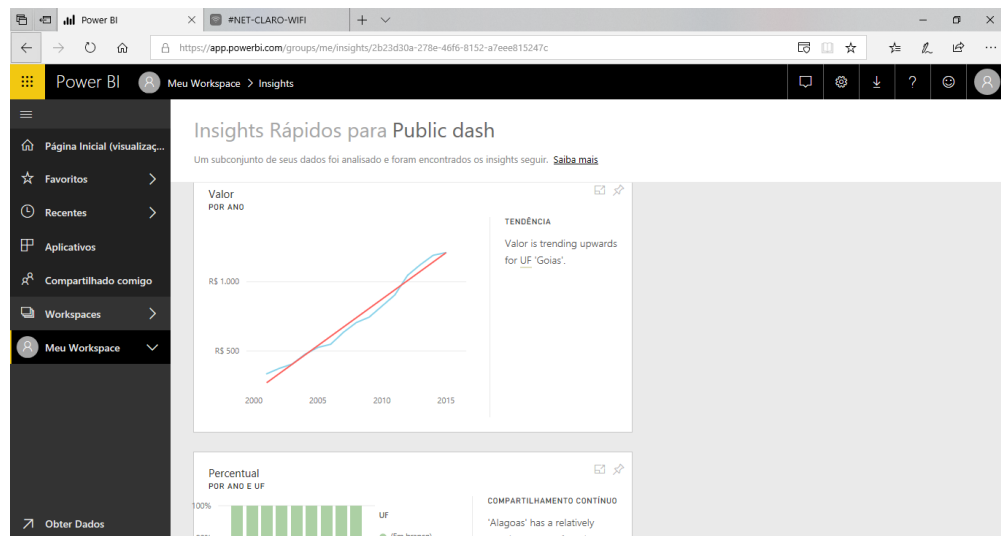 Power BI
#NET-CLARO-WIFI
https://app.powerbi.com/groups/me/insights/2b23d30a-278e-46f6-8152-a7eee815247c
Power BI
Meu Workspace > Insights
Página Inicial (visualizaç...
Favoritos
Recentes
Aplicativos
Compartilhado comigo
Workspaces
Meu Workspace
Obter Dados
Insights Rápidos para Public dash
Um subconjunto de seus dados foi analisado e foram encontrados os insights seguir. Saiba mais
Valor
POR ANO
R$ 1.000
R$ 500
2000 2005 2010 2015
TENDÊNCIA
Valor is trending upwards
for UF 'Goias'.
Percentual
POR ANO E UF
100%
UF
(Em branco)
COMPARTILHAMENTO CONTÍNUO
'Alagoas' has a relatively